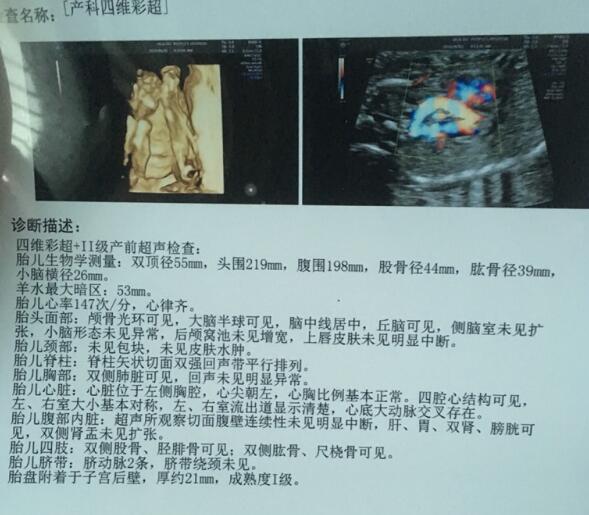 查名称：[产科四维彩超]
诊断描述：
四维彩超+II级产前超声检查：
胎儿生物学测量：双顶径55mm，头围219mm，腹围198mm，股骨径44mm，肱骨径39mm，
小脑横径26mm。
羊水最大暗区：53mm。
胎儿心率147次/分，心律齐。
胎头面部：颅骨光环可见，大脑半球可见，脑中线居中，丘脑可见，侧脑室未见扩
张，小脑形态未见异常，后颅窝池未见增宽，上唇皮肤未见明显中断。
胎儿颈部：未见包块，未见皮肤水肿。
胎儿脊柱：脊柱矢状切面双强回声带平行排列。
胎儿胸部：双侧肺脏可见，回声未见明显异常。
胎儿心脏：心脏位于左侧胸腔，心尖朝左，心胸比例基本正常。四腔心结构可见，
左、右室大小基本对称，左、右室流出道显示清楚，心底大动脉交叉存在。
胎儿腹部内脏：超声所观察切面腹壁连续性未见明显中断，肝、胃、双肾、膀胱可
见，双侧肾盂未见扩张。
胎儿四肢：双侧股骨、胫腓骨可见；双侧肱骨、尺桡骨可见。
胎儿脐带：脐动脉2条，脐带绕颈未见。
胎盘附着于子宫后壁，厚约21mm，成熟度I级。